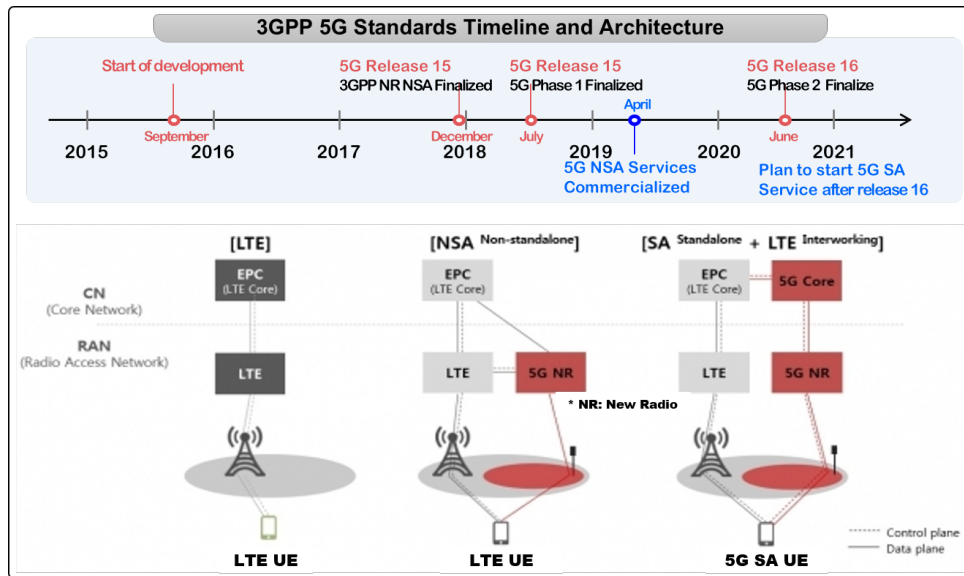 3GPP 5G Standards Timeline and Architecture
Start of development
5G Release 15
3GPP NR NSA Finalized
5G Release 15
5G Phase 1 Finalized
April
5G Release 16
5G Phase 2 Finalize
September
December
July
June
2015
2016
2017
2018
2019
2020
2021
5G NSA Services
Commercialized
Plan to start 5G SA
Service after release 16
[LTE]
[NSA Non-standalone]
[SA Standalone + LTE Interworking]
CN
(Core Network)
EPC
(LTE Core)
EPC
(LTE Core)
EPC
(LTE Core)
5G Core
RAN
(Radio Access Network)
LTE
LTE
5G NR
LTE
5G NR
* NR: New Radio
LTE UE
LTE UE
5G SA UE
Control plane
Data plane